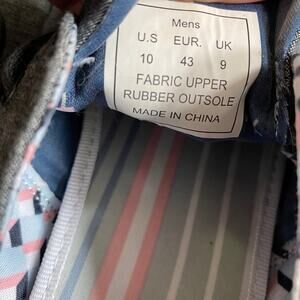 Mens
U.S EUR. UK
10 43 9
FABRIC UPPER
RUBBER OUTSOLE
MADE IN CHINA